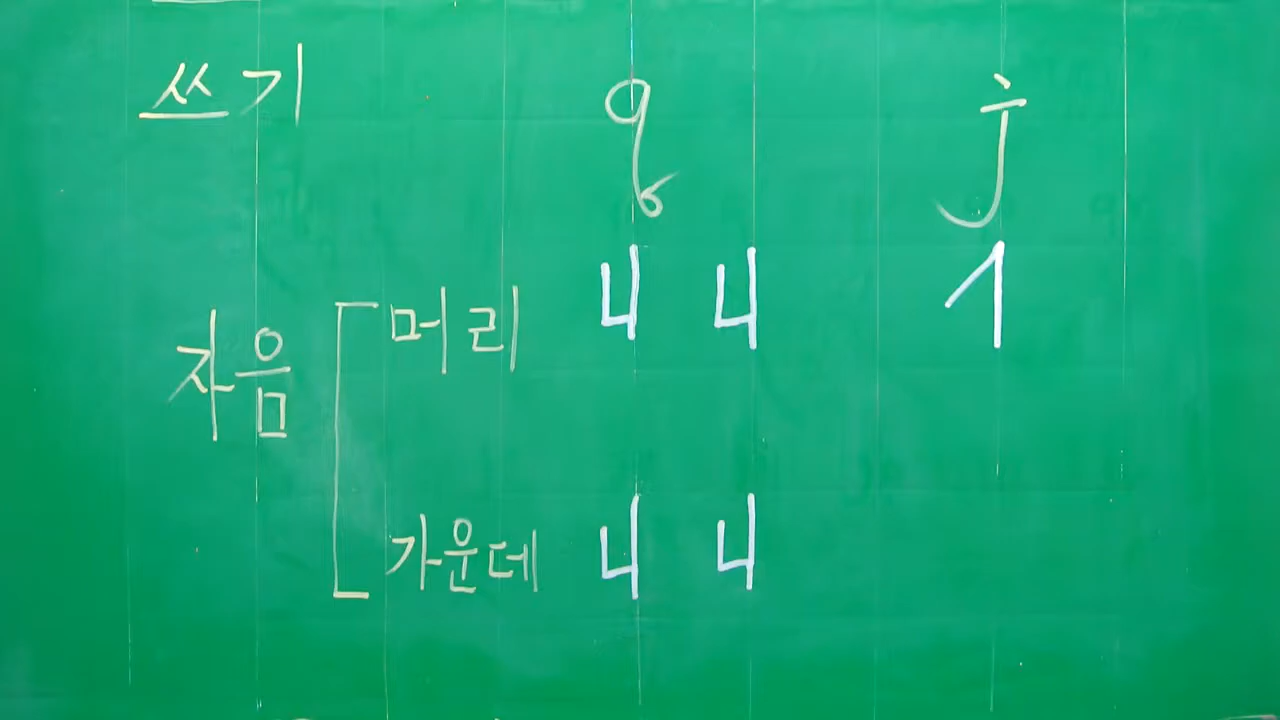 쓰기 q j
자음 머리 ᠴ ᠴ ᠵ
가운데 ᠴ ᠴ